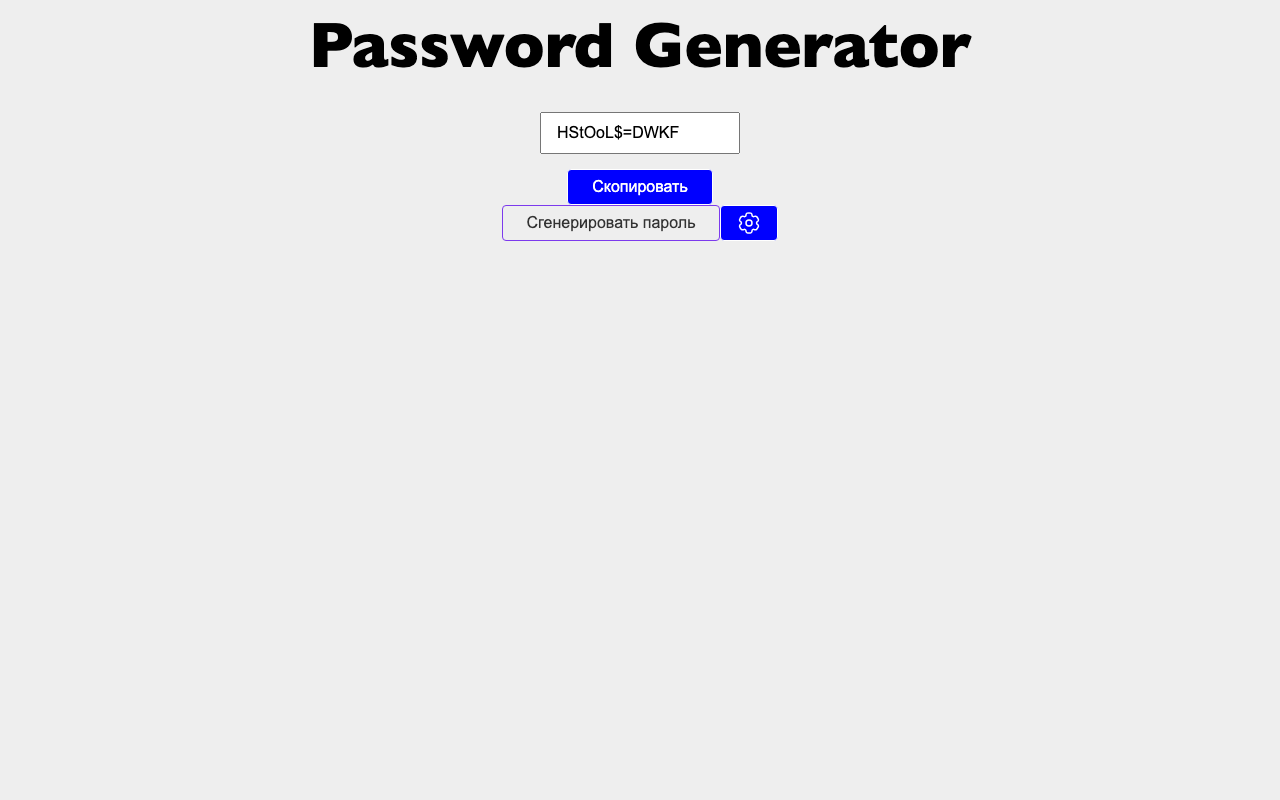 Password Generator
HStOoL$=DWKF
Скопировать
Сгенерировать пароль